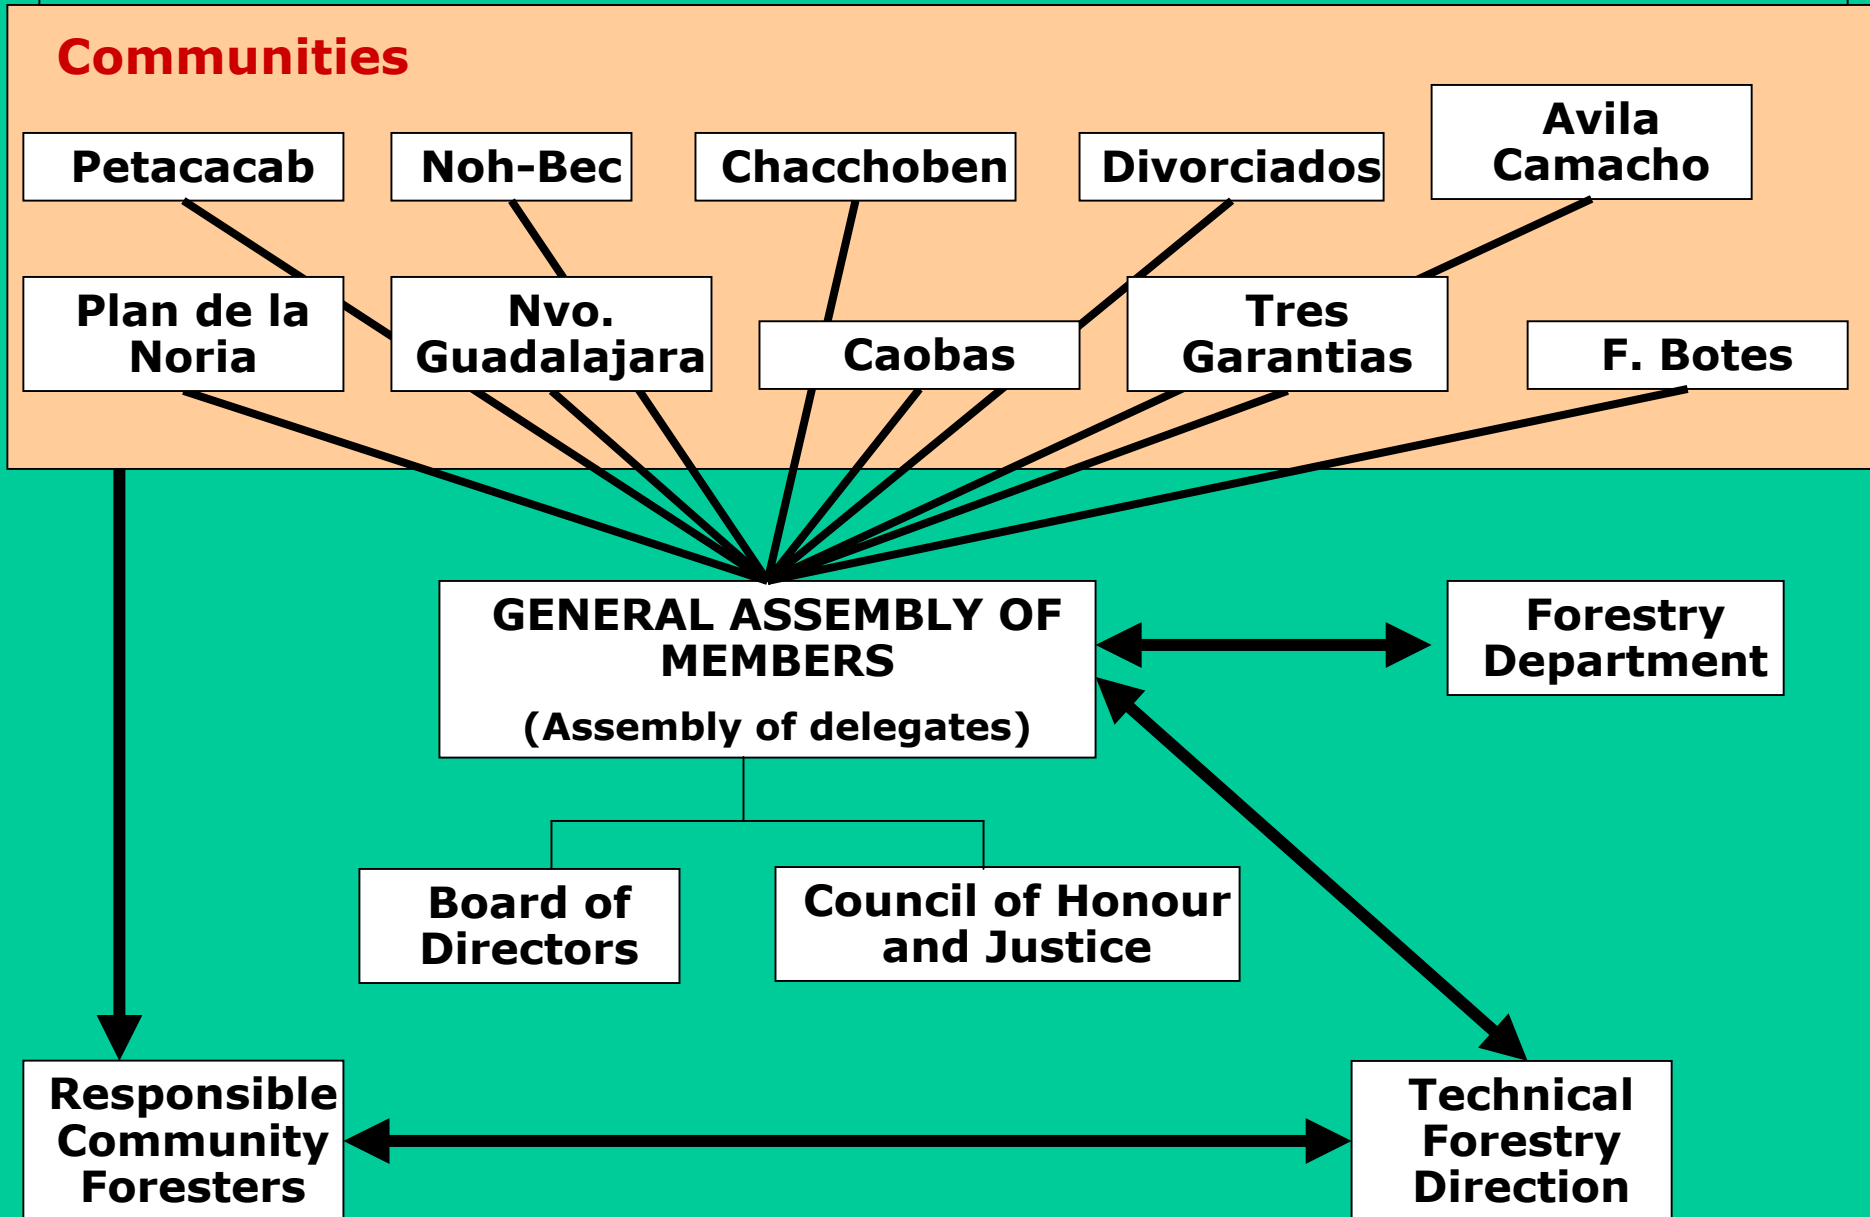 Communities
Petacacab
Noh-Bec
Chacchoben
Divorciados
Avila
Camacho
Plan de la
Noria
Nvo.
Guadalajara
Caobas
Tres
Garantias
F. Botes
GENERAL ASSEMBLY OF
MEMBERS
(Assembly of delegates)
Forestry
Department
Board of
Directors
Council of Honour
and Justice
Responsible
Community
Foresters
Technical
Forestry
Direction